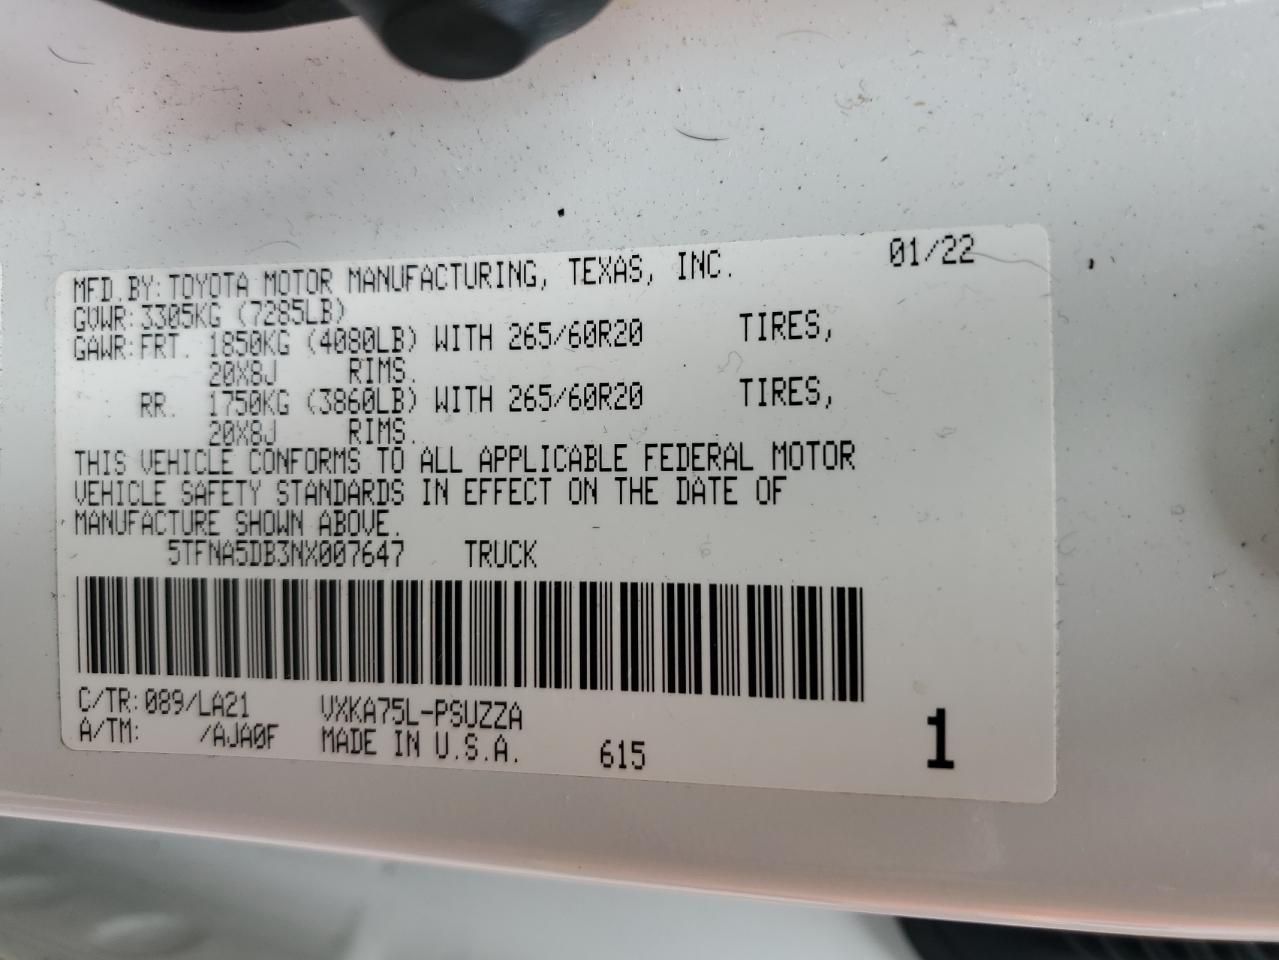 MFD.BY:TOYOTA MOTOR MANUFACTURING, TEXAS, INC. 01/22
GVWR:3305KG (7285LB)
GAWR:FRT. 1850KG (4080LB) WITH 265/60R20 TIRES,
20X8J RIMS.
RR. 1750KG (3860LB) WITH 265/60R20 TIRES,
20X8J RIMS.
THIS VEHICLE CONFORMS TO ALL APPLICABLE FEDERAL MOTOR
VEHICLE SAFETY STANDARDS IN EFFECT ON THE DATE OF
MANUFACTURE SHOWN ABOVE.
5TFNA5DB3NX007647 TRUCK
C/TR:089/LA21 VXKA75L-PSUZZA
A/TM: /AJA0F MADE IN U.S.A. 615 1